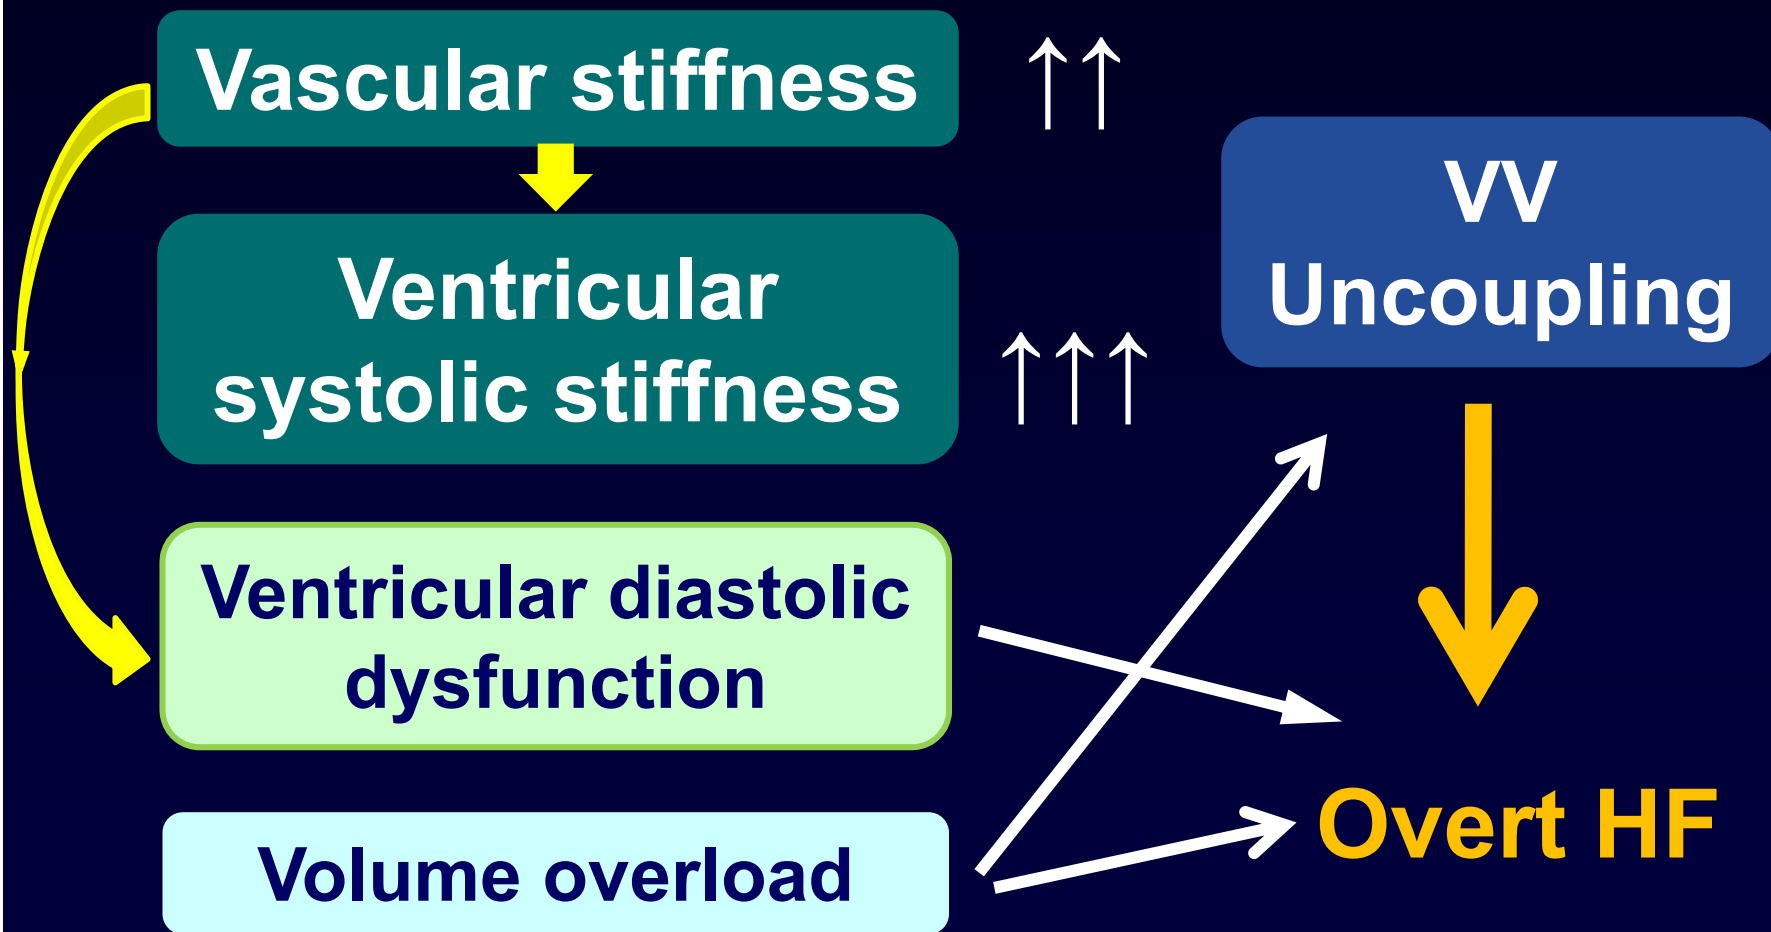 Vascular stiffness ↑↑
Ventricular
systolic stiffness ↑↑↑
VV
Uncoupling
Ventricular diastolic
dysfunction
Volume overload
Overt HF